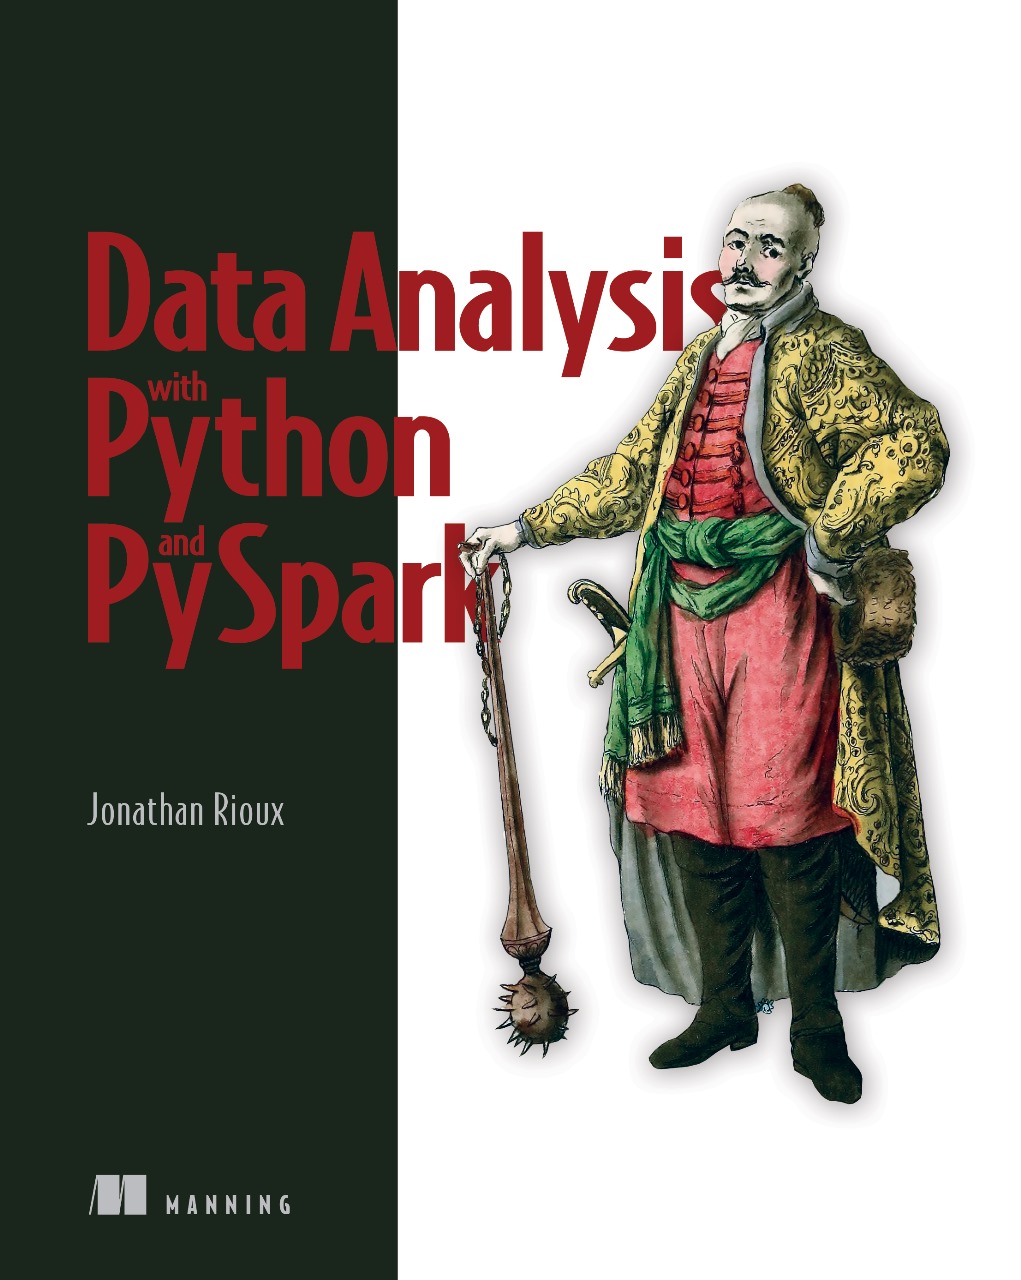 Data Analysis
with
Python
and
PySpark
Jonathan Rioux
MANNING